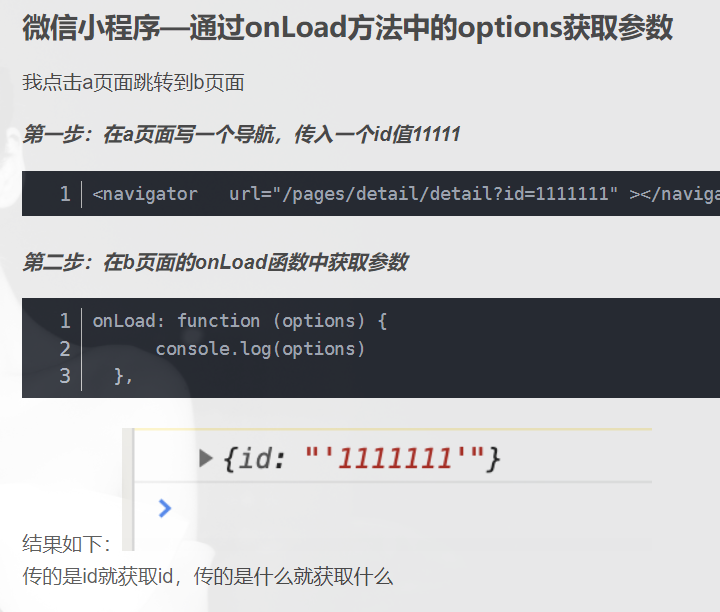 微信小程序—通过onLoad方法中的options获取参数
我点击a页面跳转到b页面
第一步：在a页面写一个导航，传入一个id值11111
1 <navigator   url="/pages/detail/detail?id=1111111" ></naviga
第二步：在b页面的onLoad函数中获取参数
1 onLoad: function (options) {
2       console.log(options)
3   },
▶{id: "'1111111'"}
>
结果如下：
传的是id就获取id，传的是什么就获取什么